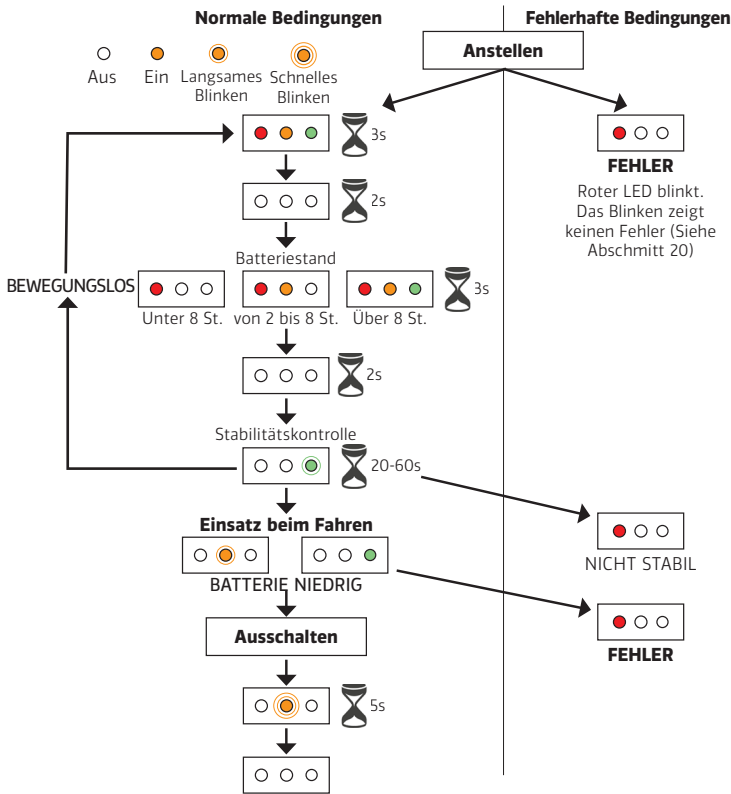 Normale Bedingungen
Fehlerhafte Bedingungen
Anstellen
Aus
Ein
Langsames
Blinken
Schnelles
Blinken
3s
FEHLER
Roter LED blinkt.
Das Blinken zeigt
keinen Fehler (Siehe
Abschmitt 20)
2s
Batteriestand
BEWEGUNGSLOS
3s
Unter 8 St.
von 2 bis 8 St.
Über 8 St.
2s
Stabilitätskontrolle
20-60s
Einsatz beim Fahren
NICHT STABIL
BATTERIE NIEDRIG
Ausschalten
FEHLER
5s